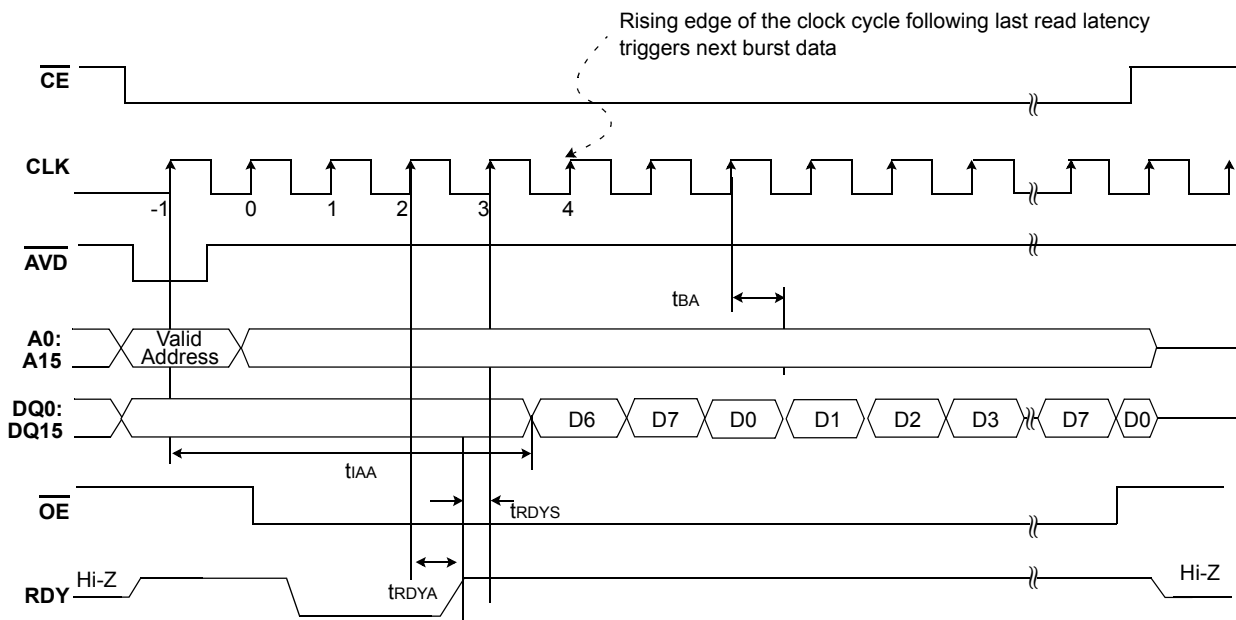 Rising edge of the clock cycle following last read latency
triggers next burst data
CE
CLK
-1 0 1 2 3 4
AVD
tBA
A0:
A15
Valid
Address
DQ0:
DQ15
D6 D7 D0 D1 D2 D3 D7 D0
tIAA
OE
tRDYS
Hi-Z
RDY
tRDYA
Hi-Z